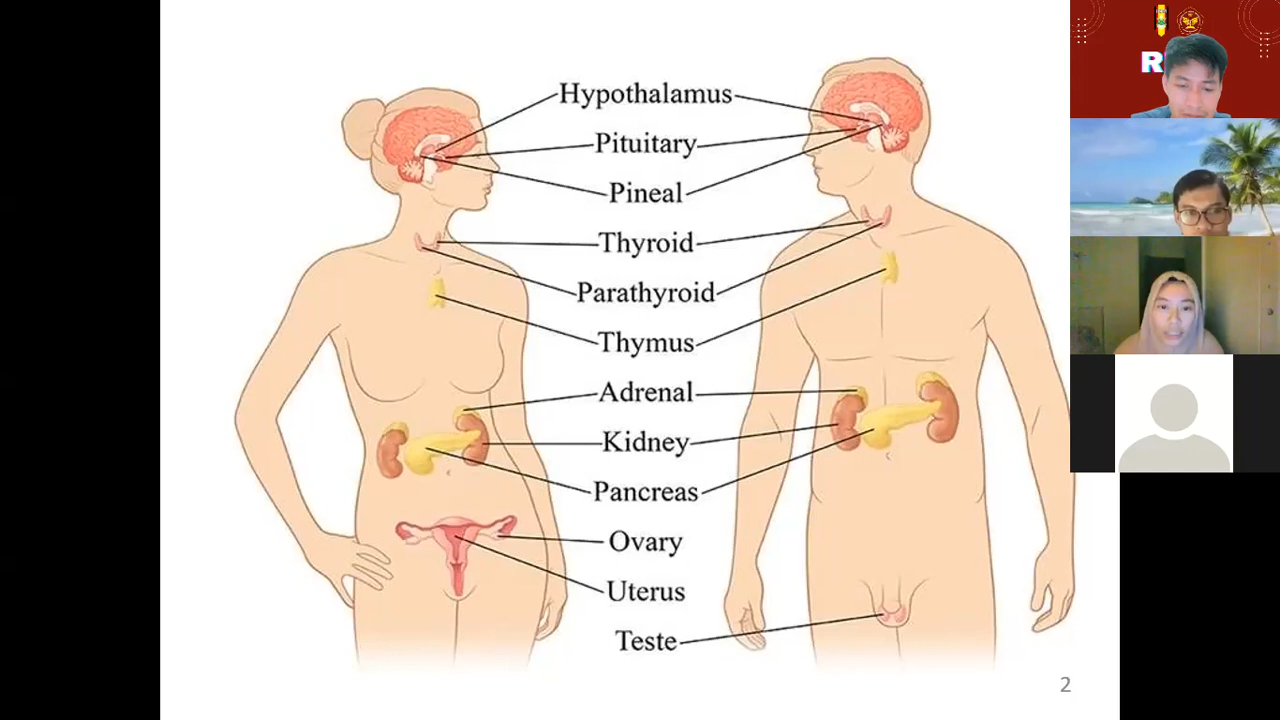 Hypothalamus
Pituitary
Pineal
Thyroid
Parathyroid
Thymus
Adrenal
Kidney
Pancreas
Ovary
Uterus
Teste
2